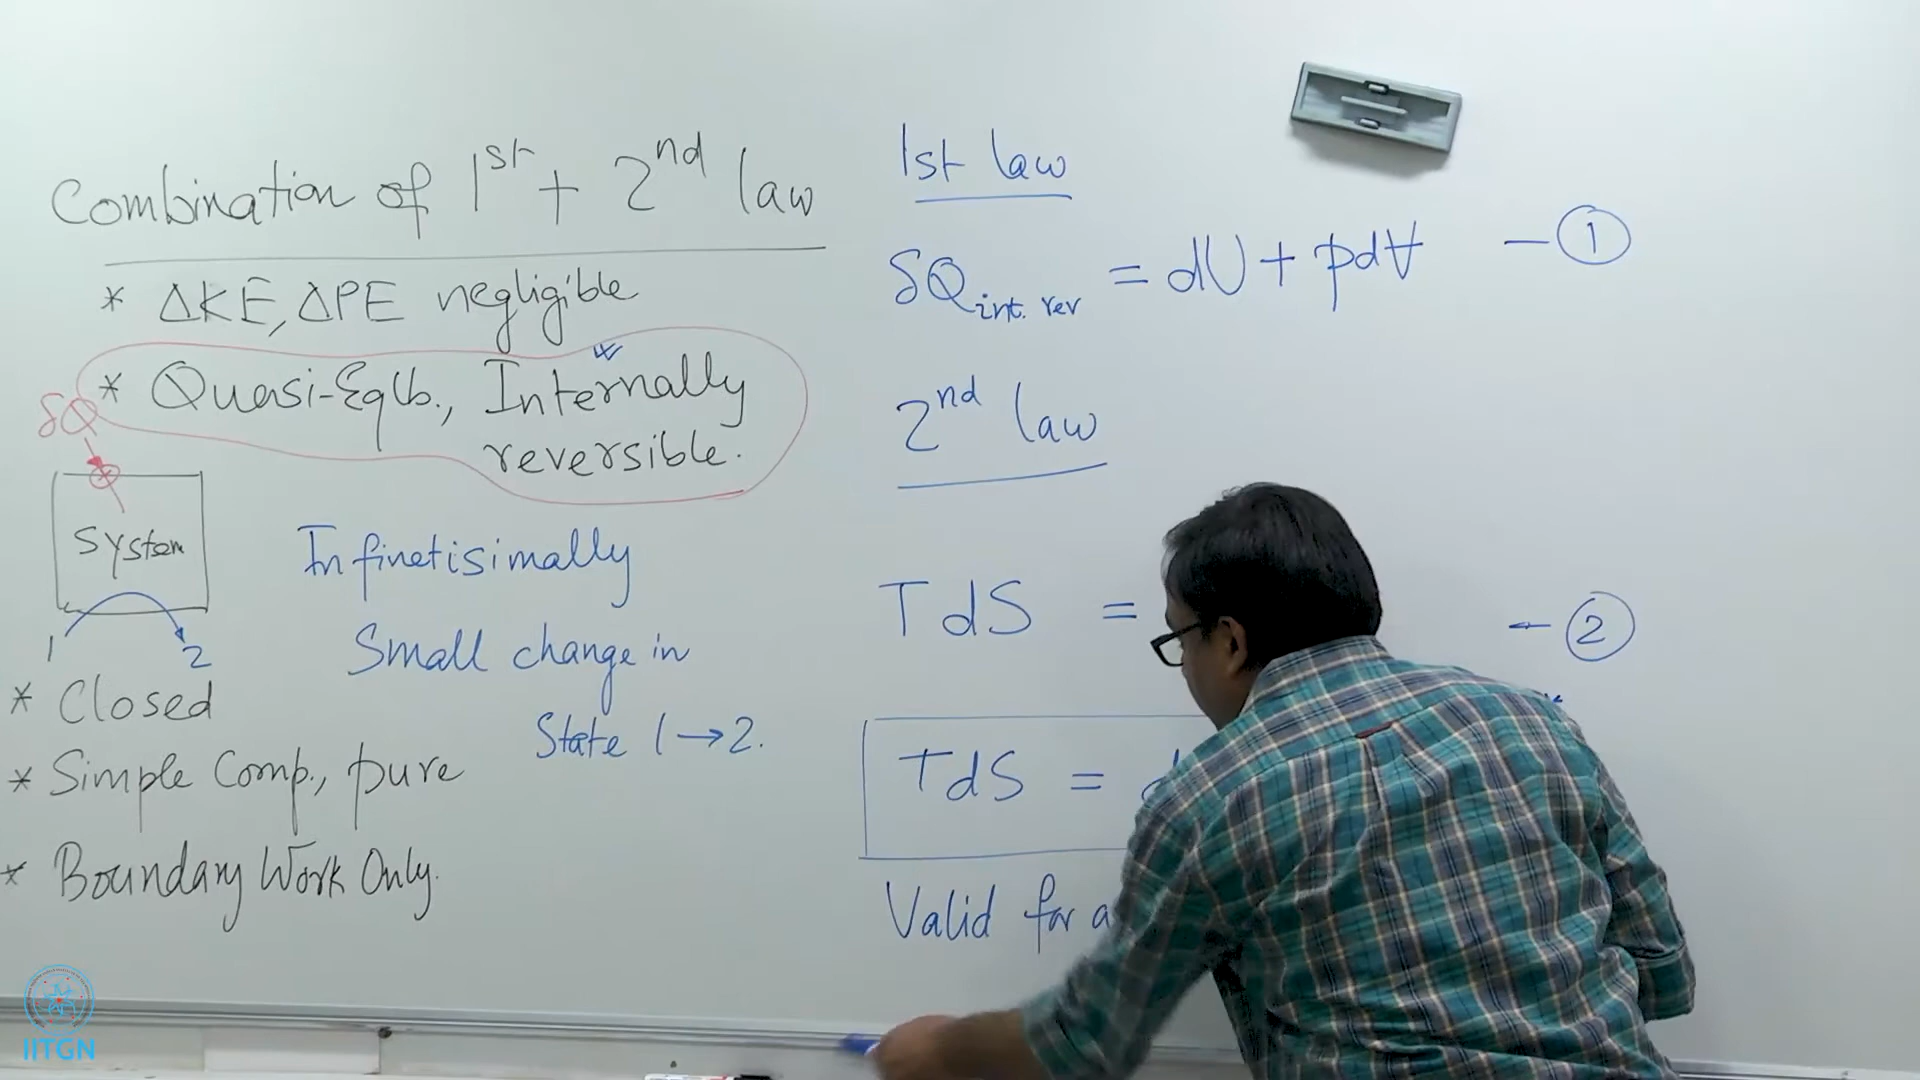 Combination of 1st + 2nd law
* ΔKE, ΔPE negligible
* Quasi-Eqlb., Internally
reversible.
δQ
System
1 2
Infinetisimally
Small change in
State 1 → 2.
* Closed
* Simple Comp., pure
* Boundary Work Only.
1st law
δQ int. rev = dU + pdV — 1
2nd law
TdS = — 2
TdS = d
Valid for a
IITGN